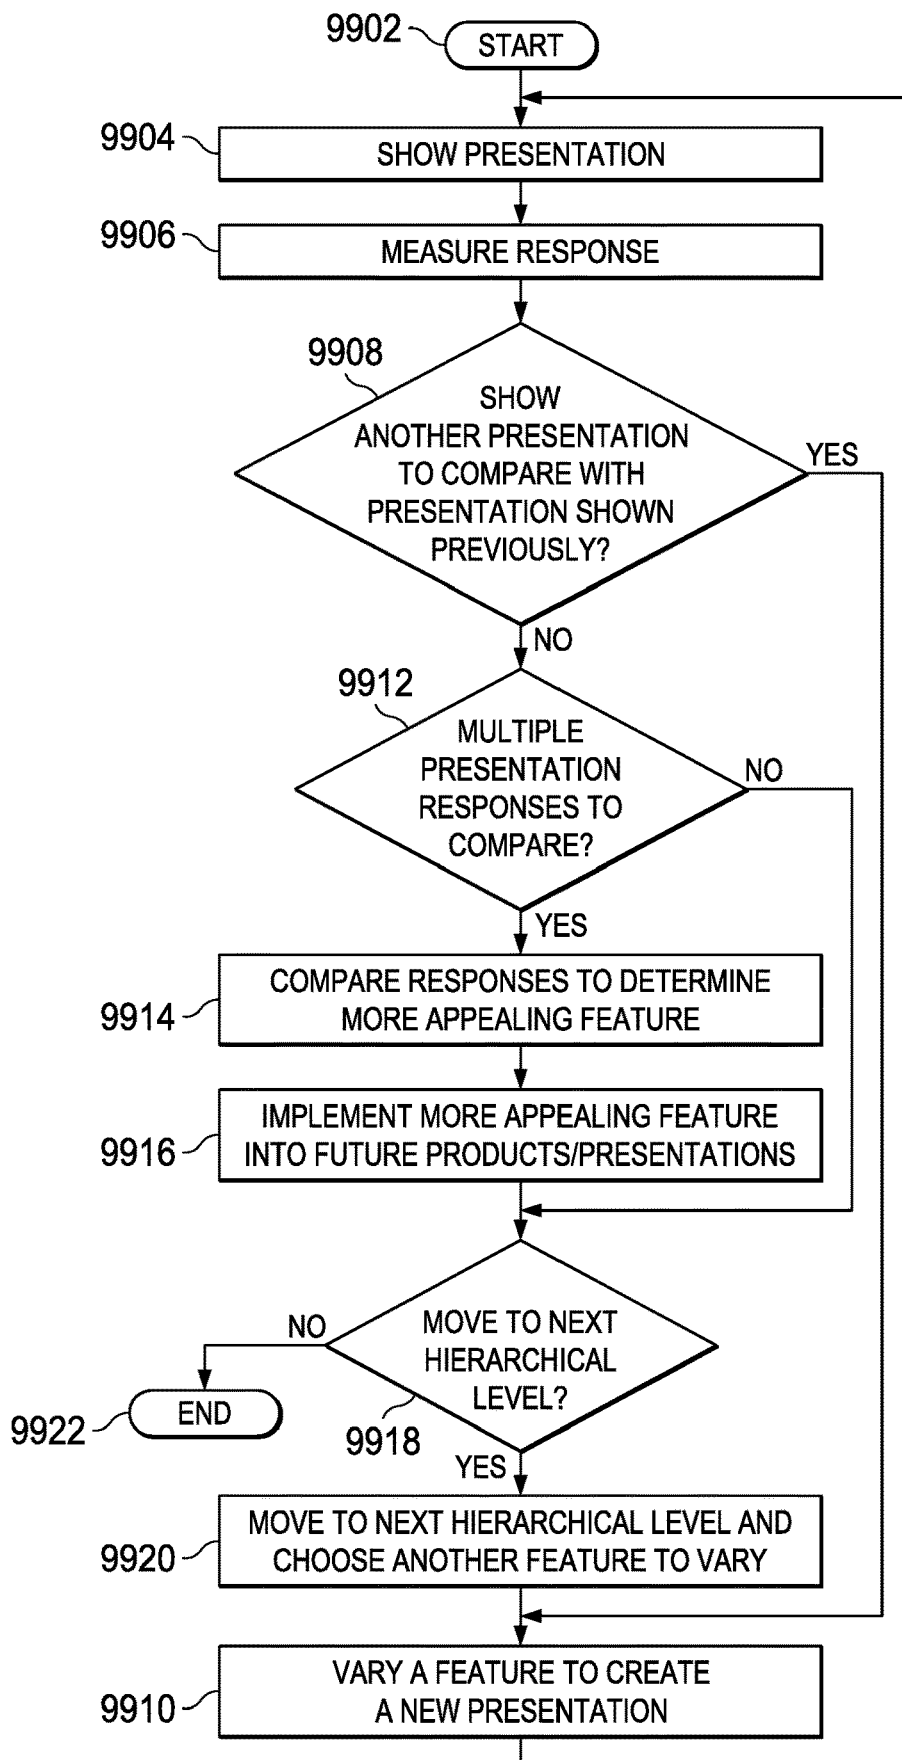 9902
START
9904
SHOW PRESENTATION
9906
MEASURE RESPONSE
9908
SHOW
ANOTHER PRESENTATION
TO COMPARE WITH
PRESENTATION SHOWN
PREVIOUSLY?
YES
NO
9912
MULTIPLE
PRESENTATION
RESPONSES TO
COMPARE?
NO
YES
9914
COMPARE RESPONSES TO DETERMINE
MORE APPEALING FEATURE
9916
IMPLEMENT MORE APPEALING FEATURE
INTO FUTURE PRODUCTS/PRESENTATIONS
MOVE TO NEXT
HIERARCHICAL
LEVEL?
NO
END
9922
9918
YES
9920
MOVE TO NEXT HIERARCHICAL LEVEL AND
CHOOSE ANOTHER FEATURE TO VARY
9910
VARY A FEATURE TO CREATE
A NEW PRESENTATION